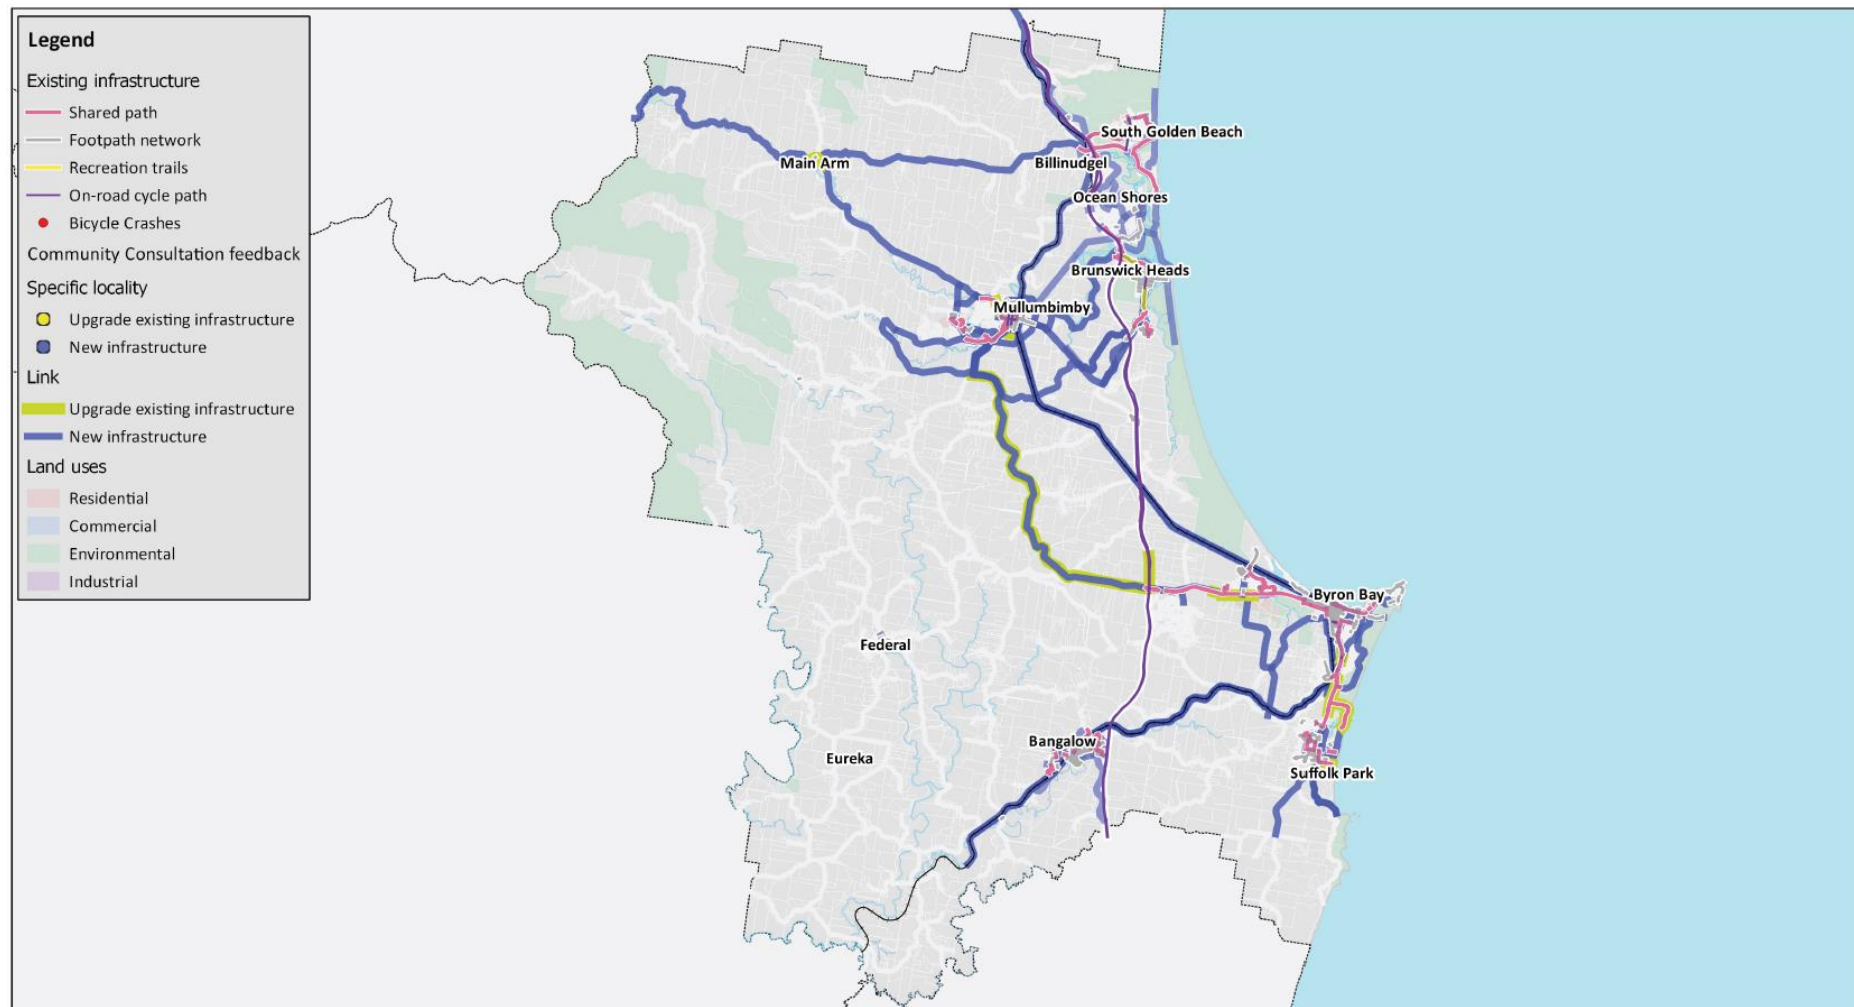 Legend
Existing infrastructure
Shared path
Footpath network
Recreation trails
On-road cycle path
Bicycle Crashes
Community Consultation feedback
Specific locality
Upgrade existing infrastructure
New infrastructure
Link
Upgrade existing infrastructure
New infrastructure
Land uses
Residential
Commercial
Environmental
Industrial
South Golden Beach
Main Arm
Billinudgel
Ocean Shores
Brunswick Heads
Mullumbimby
Byron Bay
Federal
Bangalow
Eureka
Suffolk Park